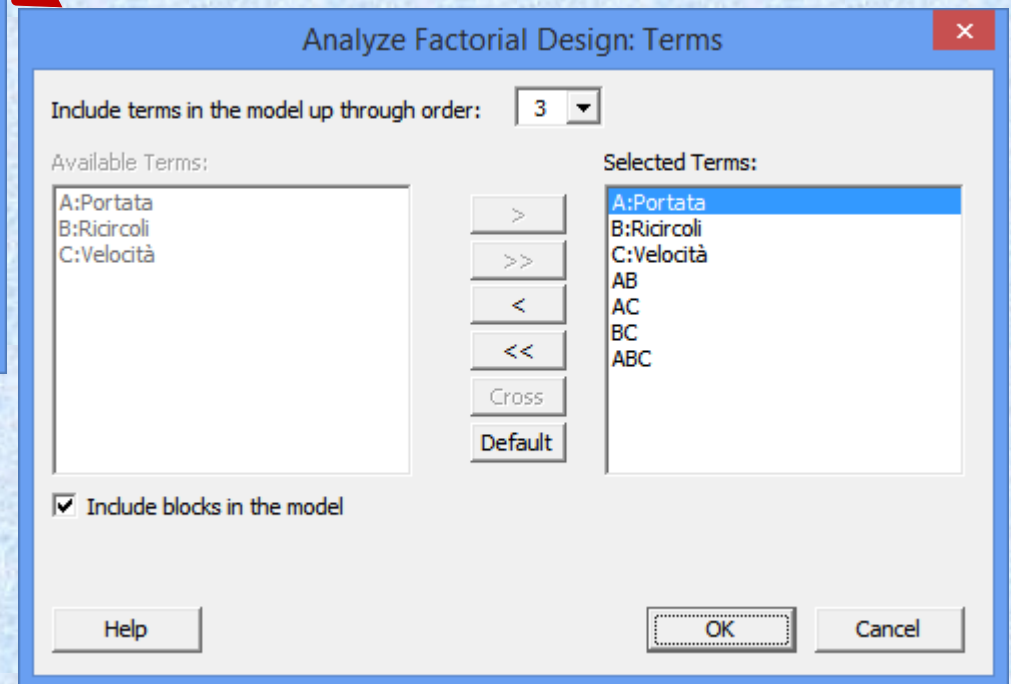 Analyze Factorial Design: Terms
Include terms in the model up through order: 3
Available Terms:
A:Portata
B:Ricircoli
C:Velocità
>
>>
<
<<
Cross
Default
Selected Terms:
A:Portata
B:Ricircoli
C:Velocità
AB
AC
BC
ABC
Include blocks in the model
Help
OK
Cancel